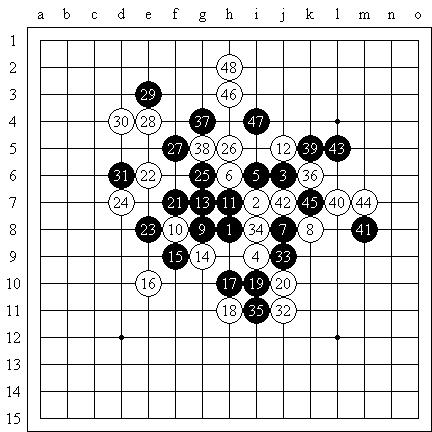 a b c d e f g h i j k l m n o
1
2 48
3 29 46
4 30 28 37 47
5 27 38 26 12 39 43
6 31 22 25 6 5 3 36
7 24 21 13 11 2 42 45 40 44
8 23 10 9 1 34 7 8 41
9 15 14 4 33
10 16 17 19 20
11 18 35 32
12
13
14
15